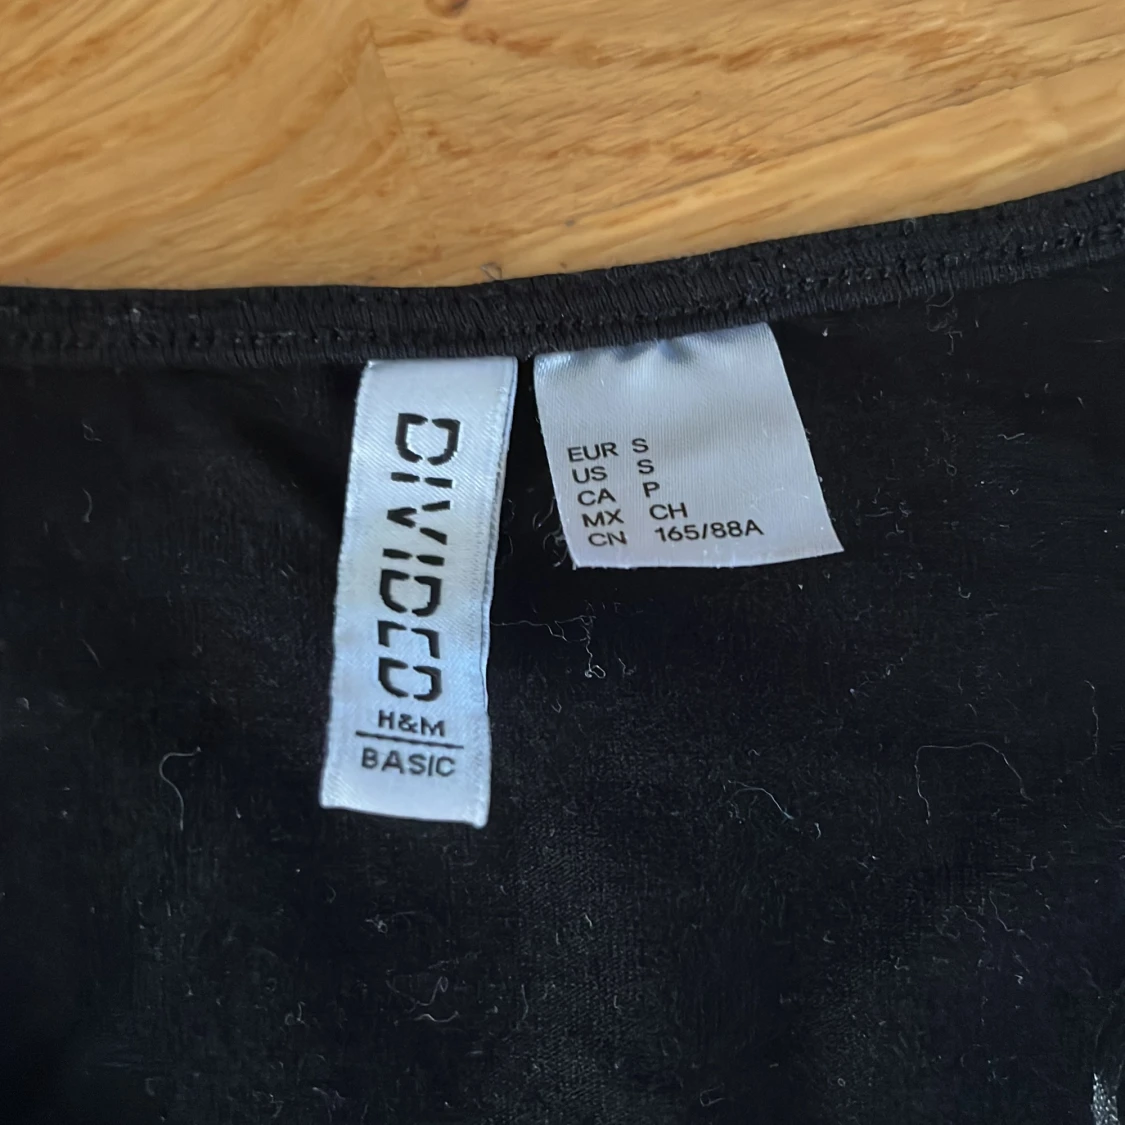 DIVIDED
H&M
BASIC
EUR S
US S
CA P
MX CH
CN 165/88A